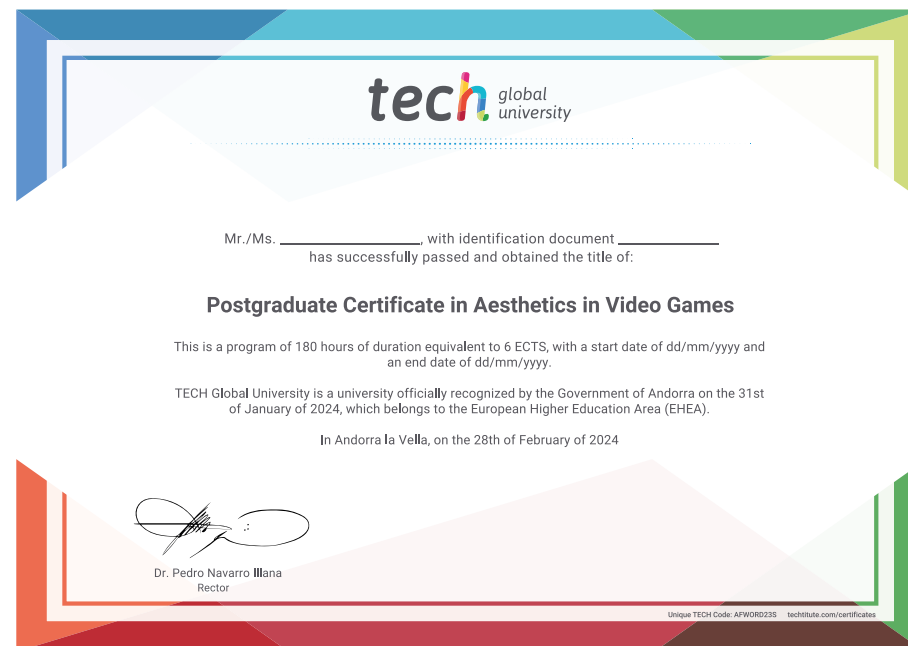 tech global
university
Mr./Ms. ____________________, with identification document ______________
has successfully passed and obtained the title of:
Postgraduate Certificate in Aesthetics in Video Games
This is a program of 180 hours of duration equivalent to 6 ECTS, with a start date of dd/mm/yyyy and
an end date of dd/mm/yyyy.
TECH Global University is a university officially recognized by the Government of Andorra on the 31st
of January of 2024, which belongs to the European Higher Education Area (EHEA).
In Andorra la Vella, on the 28th of February of 2024
Dr. Pedro Navarro Illana
Rector
Unique TECH Code: AFWORD23S techtitute.com/certificates